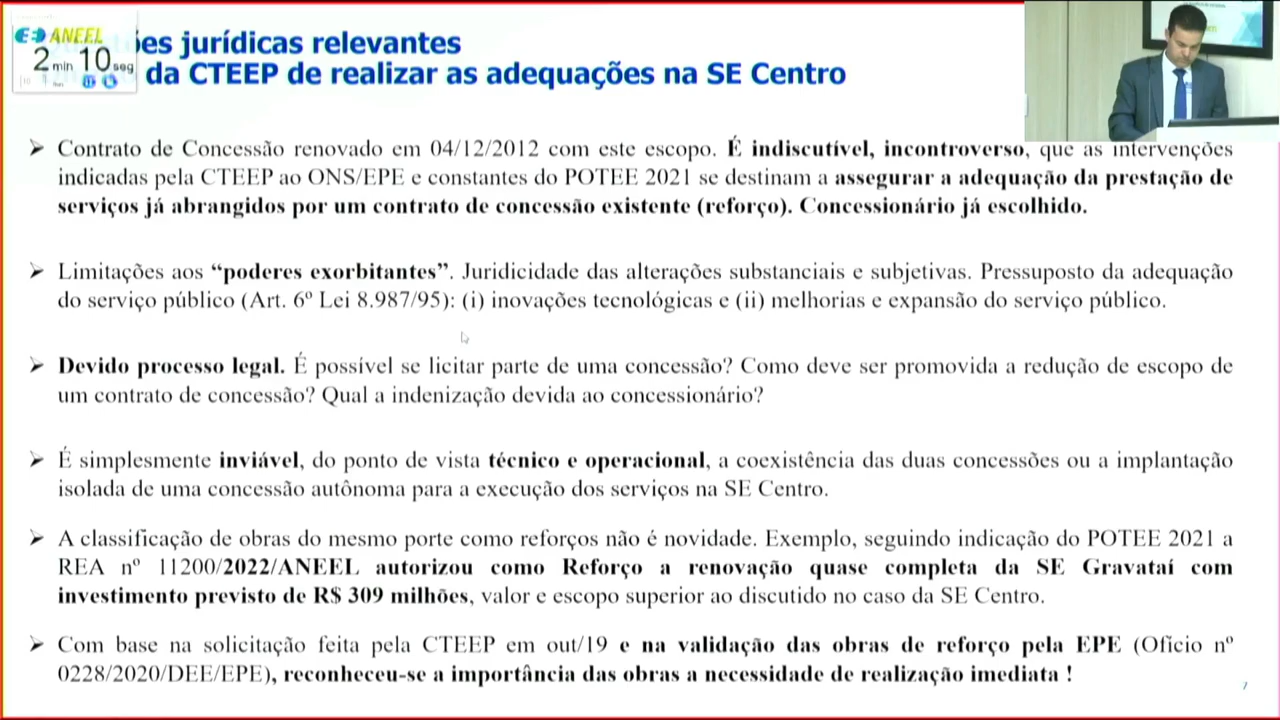 ANEEL
2 min 10 seg
ões jurídicas relevantes
da CTEEP de realizar as adequações na SE Centro
➢ Contrato de Concessão renovado em 04/12/2012 com este escopo. É indiscutível, incontroverso, que as intervenções
indicadas pela CTEEP ao ONS/EPE e constantes do POTEE 2021 se destinam a assegurar a adequação da prestação de
serviços já abrangidos por um contrato de concessão existente (reforço). Concessionário já escolhido.
➢ Limitações aos “poderes exorbitantes”. Juridicidade das alterações substanciais e subjetivas. Pressuposto da adequação
do serviço público (Art. 6º Lei 8.987/95): (i) inovações tecnológicas e (ii) melhorias e expansão do serviço público.
➢ Devido processo legal. É possível se licitar parte de uma concessão? Como deve ser promovida a redução de escopo de
um contrato de concessão? Qual a indenização devida ao concessionário?
➢ É simplesmente inviável, do ponto de vista técnico e operacional, a coexistência das duas concessões ou a implantação
isolada de uma concessão autônoma para a execução dos serviços na SE Centro.
➢ A classificação de obras do mesmo porte como reforços não é novidade. Exemplo, seguindo indicação do POTEE 2021 a
REA nº 11200/2022/ANEEL autorizou como Reforço a renovação quase completa da SE Gravataí com
investimento previsto de R$ 309 milhões, valor e escopo superior ao discutido no caso da SE Centro.
➢ Com base na solicitação feita pela CTEEP em out/19 e na validação das obras de reforço pela EPE (Ofício nº
0228/2020/DEE/EPE), reconheceu-se a importância das obras a necessidade de realização imediata !
7